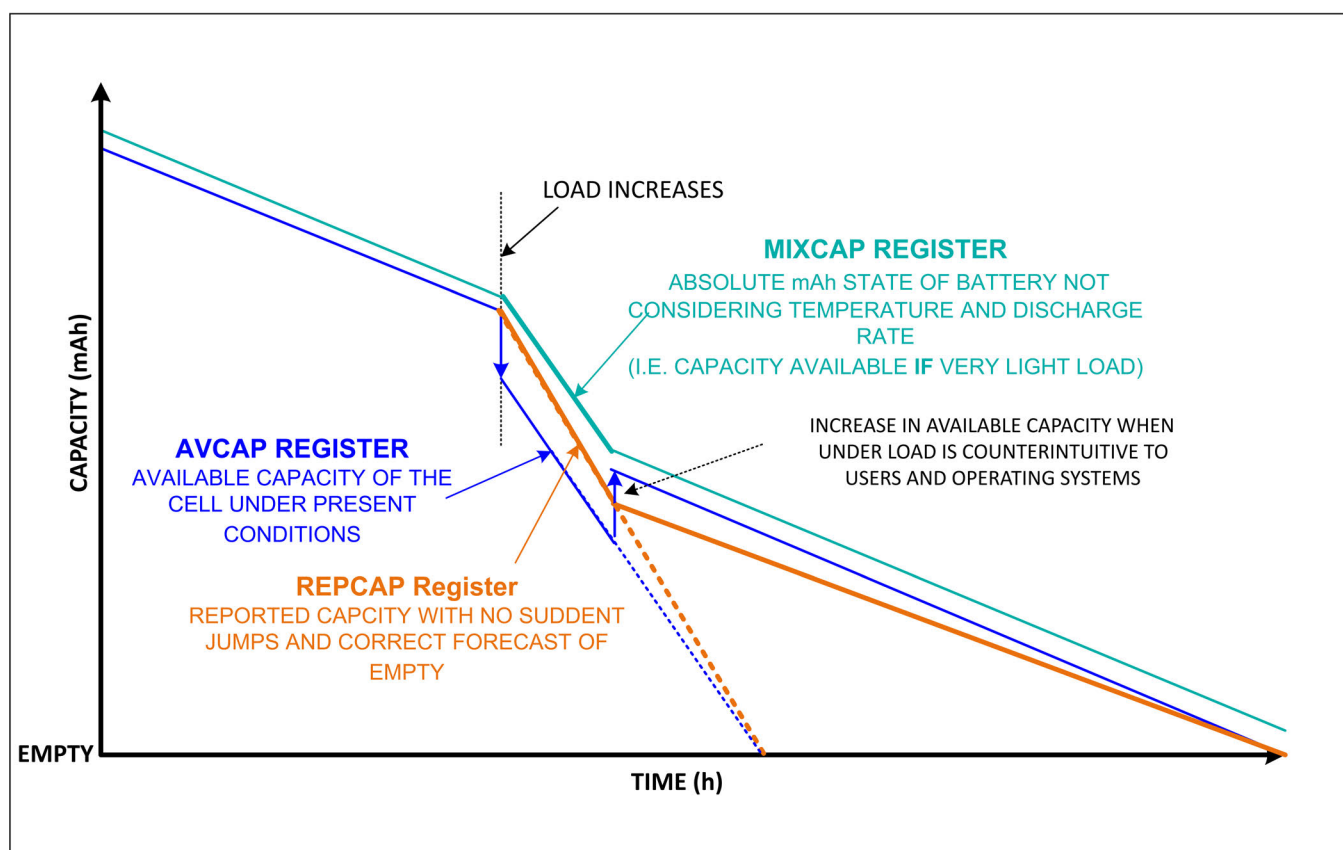 LOAD INCREASES
MIXCAP REGISTER
ABSOLUTE mAh STATE OF BATTERY NOT
CONSIDERING TEMPERATURE AND DISCHARGE
RATE
(I.E. CAPACITY AVAILABLE IF VERY LIGHT LOAD)
CAPACITY (mAh)
INCREASE IN AVAILABLE CAPACITY WHEN
UNDER LOAD IS COUNTERINTUITIVE TO
USERS AND OPERATING SYSTEMS
AVCAP REGISTER
AVAILABLE CAPACITY OF THE
CELL UNDER PRESENT
CONDITIONS
REPCAP Register
REPORTED CAPCITY WITH NO SUDDENT
JUMPS AND CORRECT FORECAST OF
EMPTY
EMPTY
TIME (h)